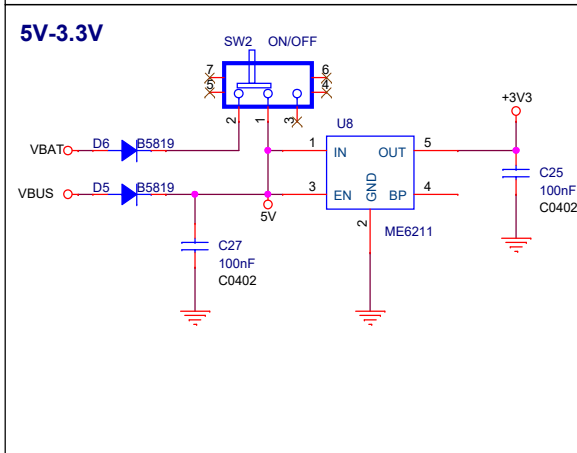 5V-3.3V
SW2 ON/OFF
7
5
6
4
2
1
3
+3V3
U8
VBAT
D6
B5819
1
IN
OUT
5
VBUS
D5
B5819
3
EN
GND
BP
4
5V
2
ME6211
C25
100nF
C0402
C27
100nF
C0402